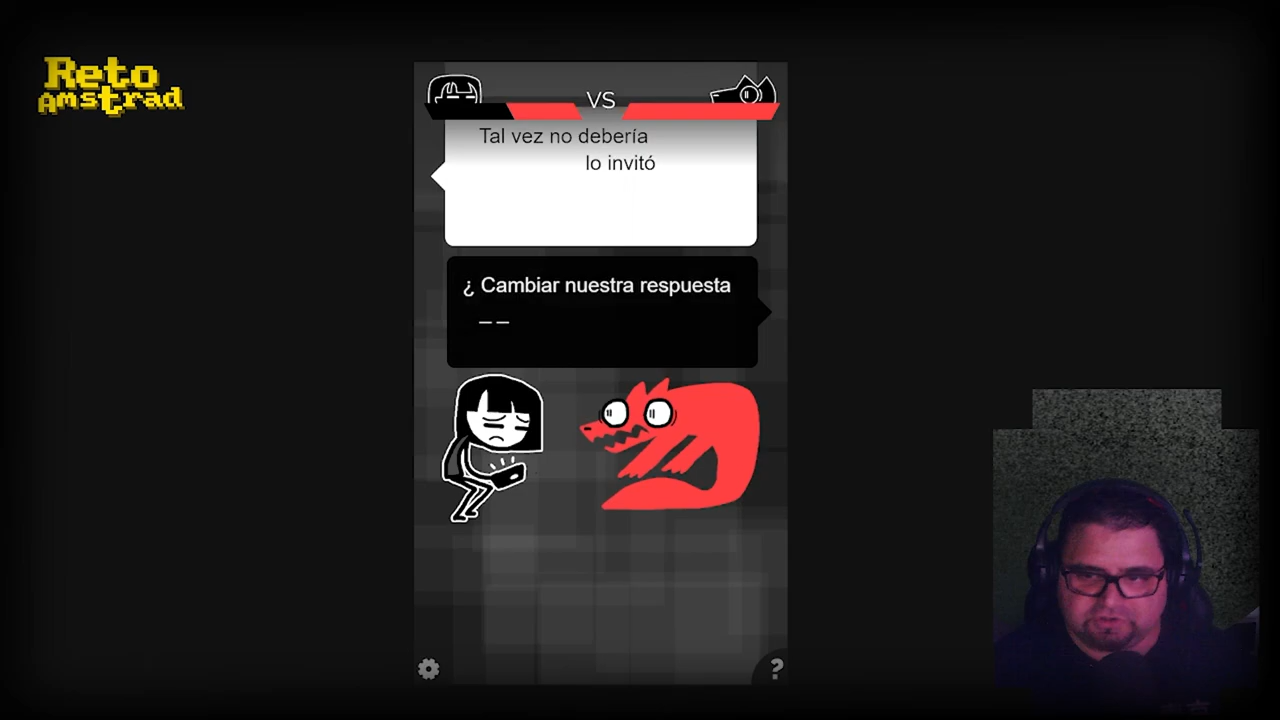 Reto
Amstrad
VS
Tal vez no debería
lo invitó
¿ Cambiar nuestra respuesta
_ _
?